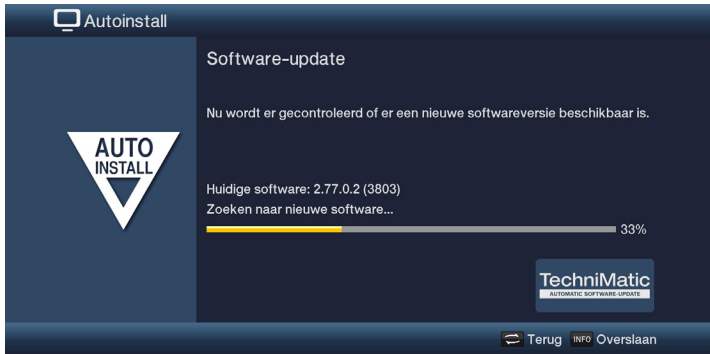 Autoinstall
Software-update
Nu wordt er gecontroleerd of er een nieuwe softwareversie beschikbaar is.
AUTO
INSTALL
Huidige software: 2.77.0.2 (3803)
Zoeken naar nieuwe software...
33%
TechniMatic
AUTOMATIC SOFTWARE-UPDATE
Terug INFO Overslaan